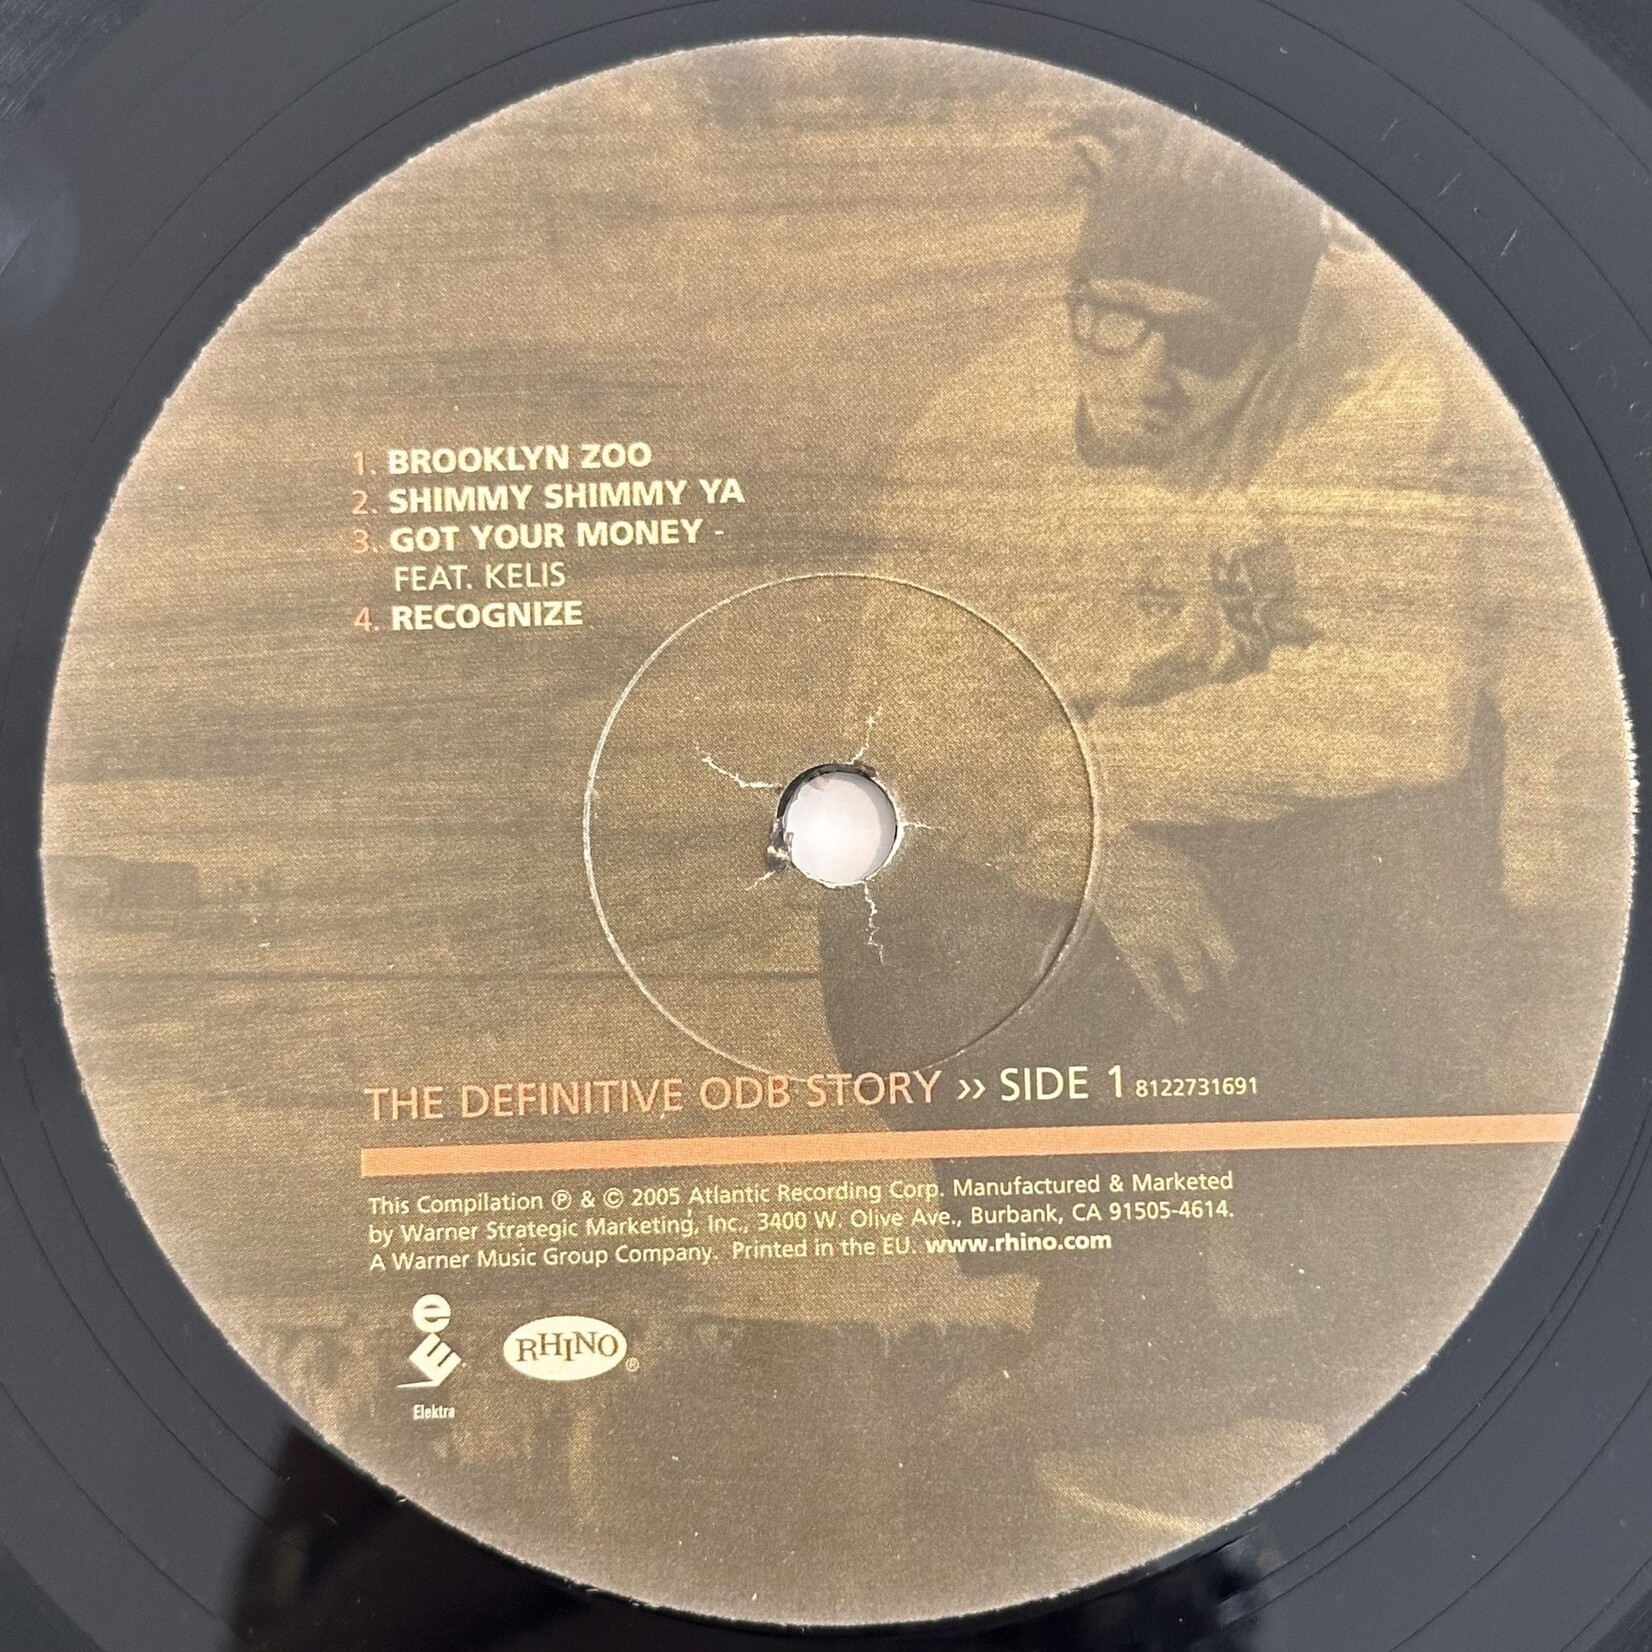 1. BROOKLYN ZOO
2. SHIMMY SHIMMY YA
3. GOT YOUR MONEY -
FEAT. KELIS
4. RECOGNIZE
THE DEFINITIVE ODB STORY ›› SIDE 1 8122731691
This Compilation ℗ & © 2005 Atlantic Recording Corp. Manufactured & Marketed
by Warner Strategic Marketing, Inc., 3400 W. Olive Ave., Burbank, CA 91505-4614.
A Warner Music Group Company. Printed in the EU. www.rhino.com
e
E
Elektra
RHINO®